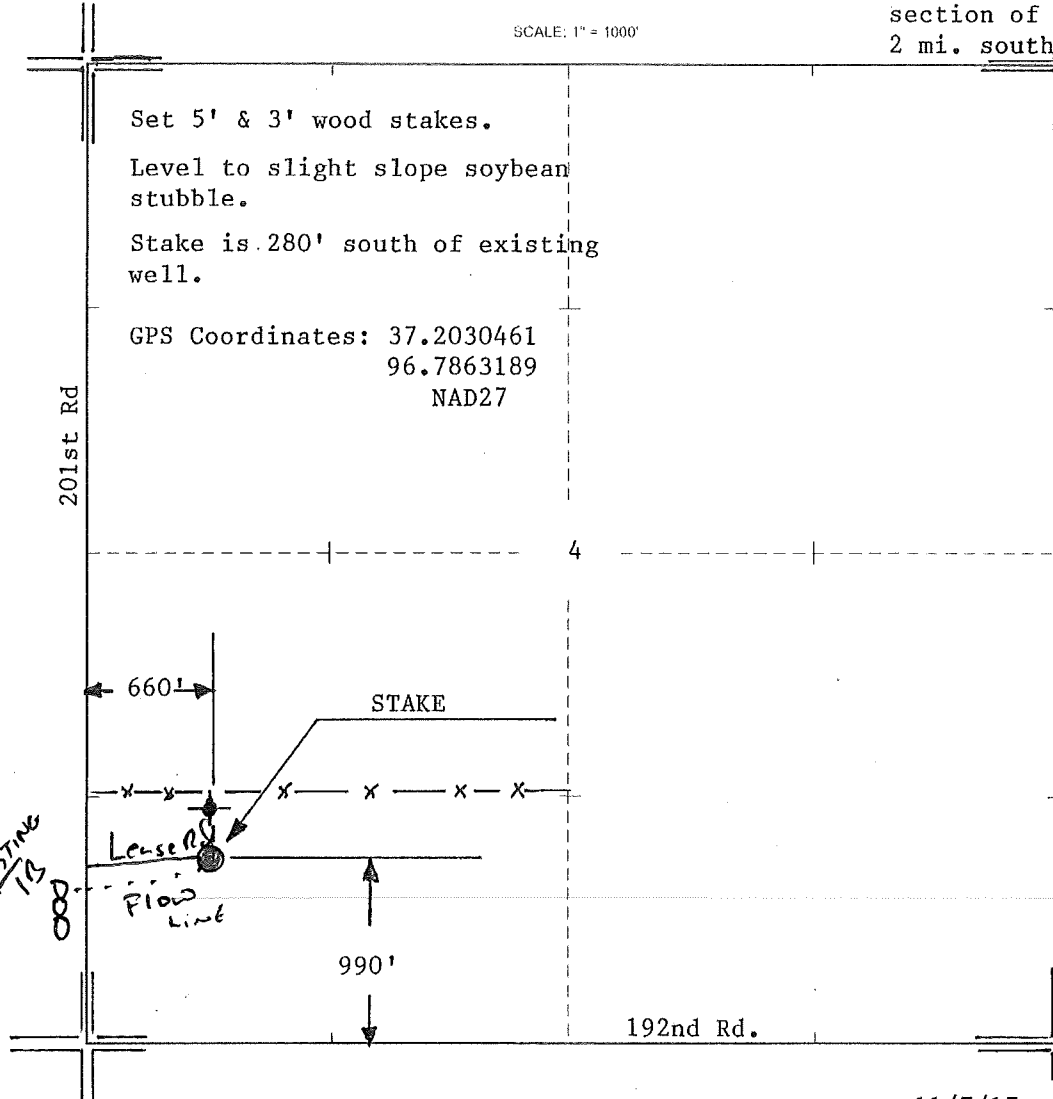 SCALE: 1" = 1000'
section of
2 mi. south
Set 5' & 3' wood stakes.
Level to slight slope soybean
stubble.
Stake is 280' south of existing
well.
GPS Coordinates: 37.2030461
96.7863189
NAD27
201st Rd
4
660'
STAKE
Lease Rd
Flow
Line
990'
192nd Rd.